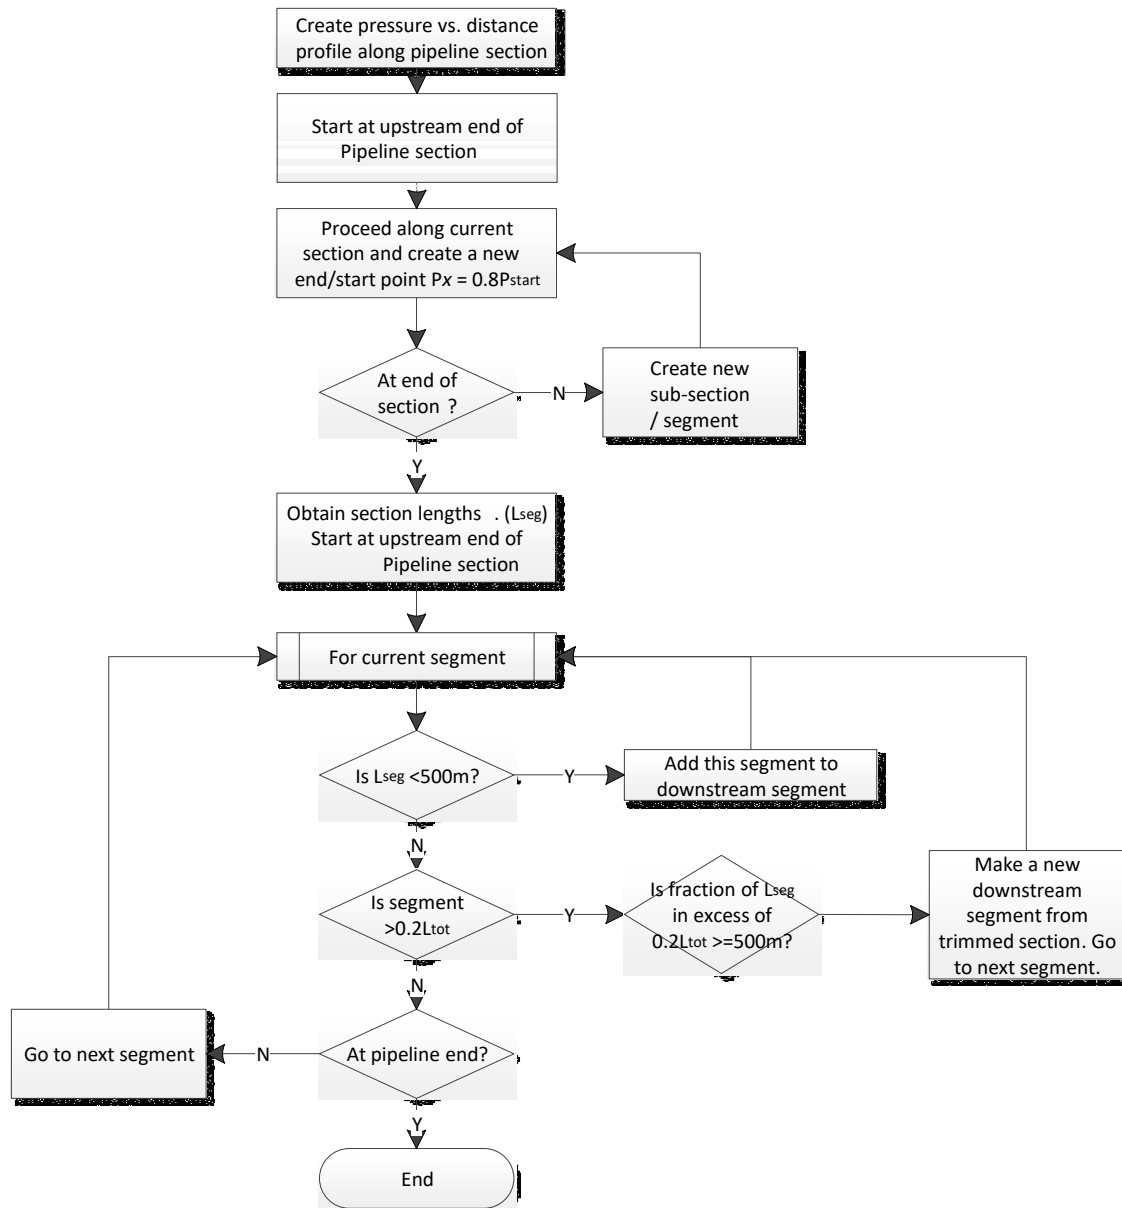 Create pressure vs. distance
profile along pipeline section
Start at upstream end of
Pipeline section
Proceed along current
section and create a new
end/start point Px = 0.8Pstart
At end of
section ?
N
Create new
sub-section
/ segment
Y
Obtain section lengths . (Lseg)
Start at upstream end of
Pipeline section
For current segment
Is Lseg <500m?
Y
Add this segment to
downstream segment
N
Is segment
>0.2Ltot
Y
Is fraction of Lseg
in excess of
0.2Ltot >=500m?
Make a new
downstream
segment from
trimmed section. Go
to next segment.
N
At pipeline end?
N
Go to next segment
Y
End